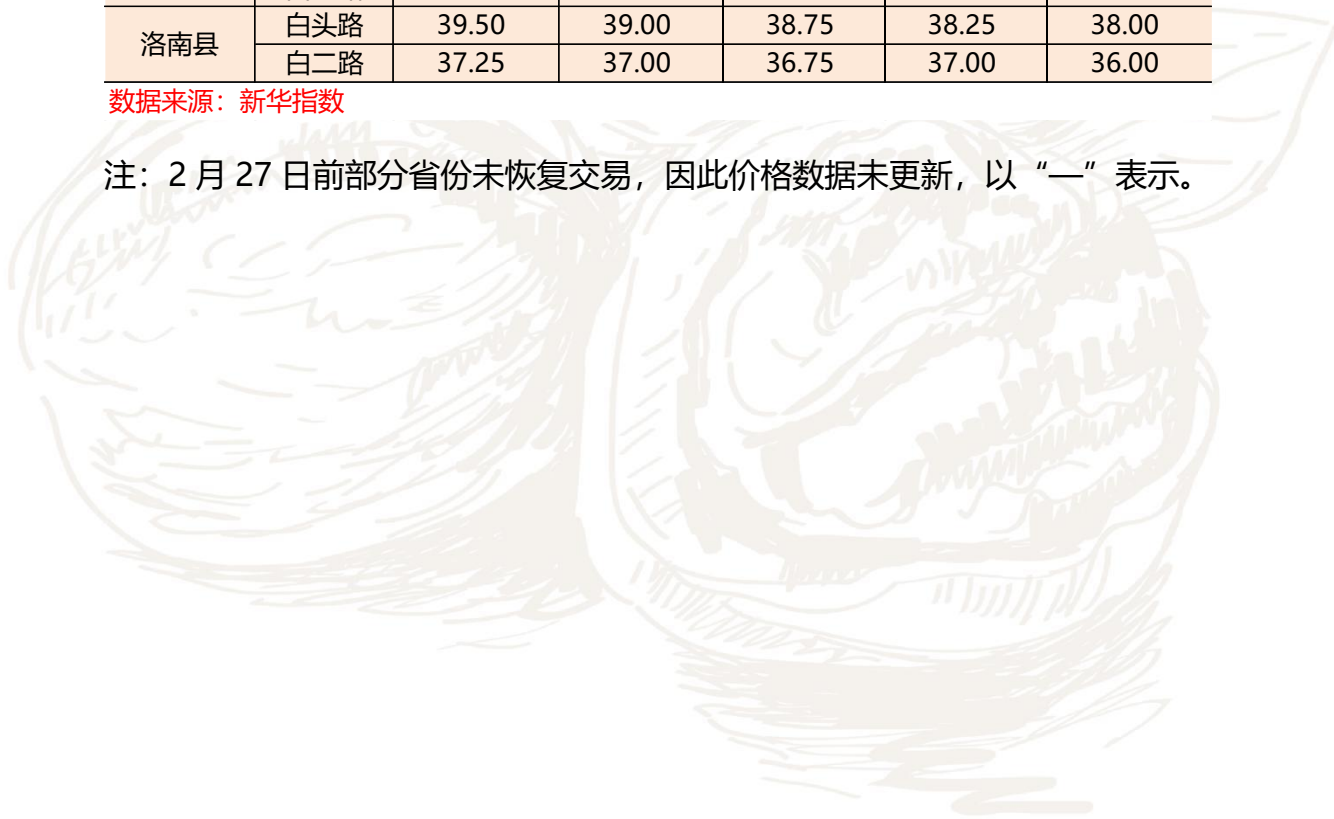 洛南县 白头路 39.50 39.00 38.75 38.25 38.00
白二路 37.25 37.00 36.75 37.00 36.00
数据来源：新华指数
注：2 月 27 日前部分省份未恢复交易，因此价格数据未更新，以“—”表示。